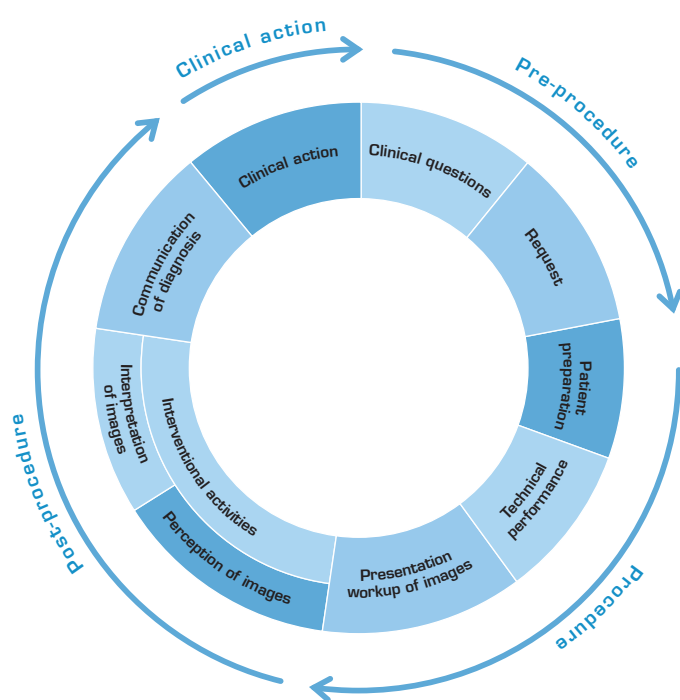 Clinical action
Pre-procedure
Procedure
Post-procedure
Clinical action
Clinical questions
Request
Patient
preparation
Technical
performance
Presentation
workup of images
Perception of images
Interventional activities
Interpretation
of images
Communication
of diagnosis